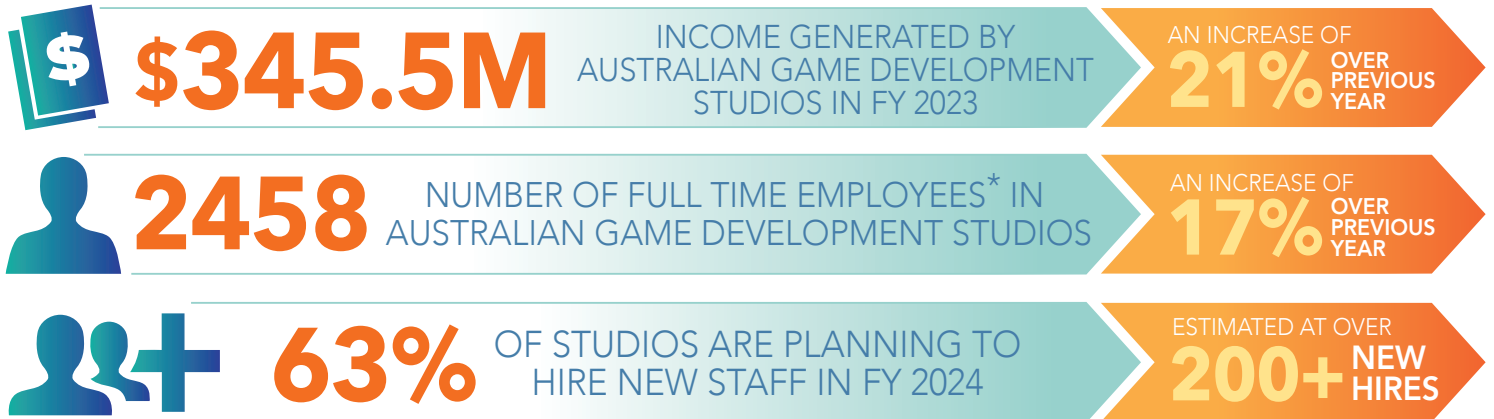 $
$345.5M
INCOME GENERATED BY
AUSTRALIAN GAME DEVELOPMENT
STUDIOS IN FY 2023
AN INCREASE OF
21%
OVER
PREVIOUS
YEAR
2458
NUMBER OF FULL TIME EMPLOYEES* IN
AUSTRALIAN GAME DEVELOPMENT STUDIOS
AN INCREASE OF
17%
OVER
PREVIOUS
YEAR
63%
OF STUDIOS ARE PLANNING TO
HIRE NEW STAFF IN FY 2024
ESTIMATED AT OVER
200+
NEW
HIRES